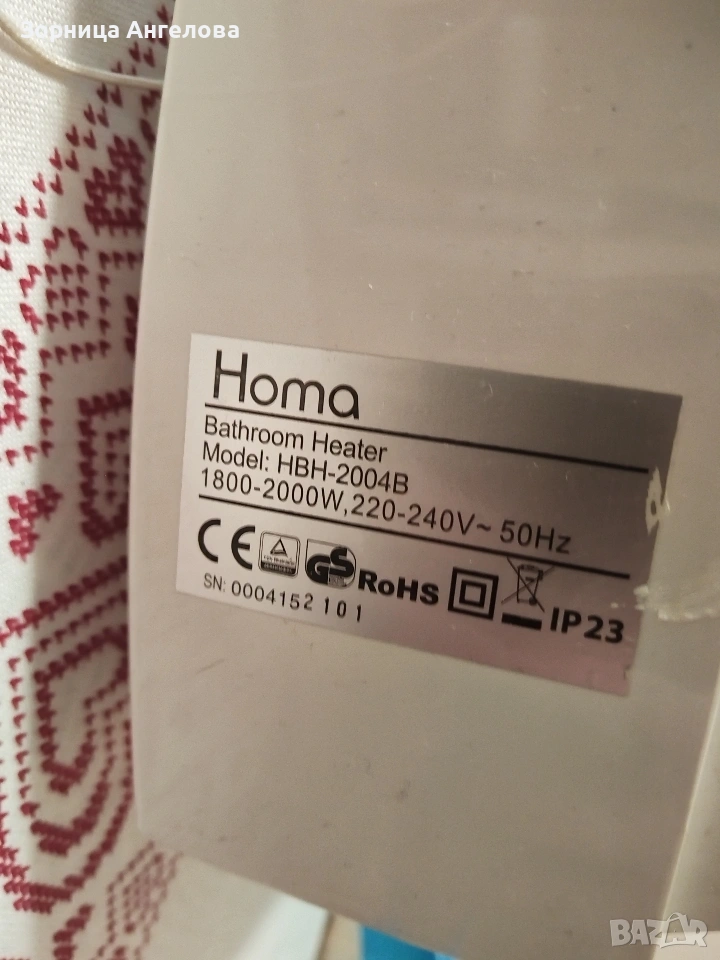 Зорница Ангелова
Homa
Bathroom Heater
Model: HBH-2004B
1800-2000W,220-240V~ 50Hz
CE GS RoHS IP23
SN: 0004152 101
BAZAR